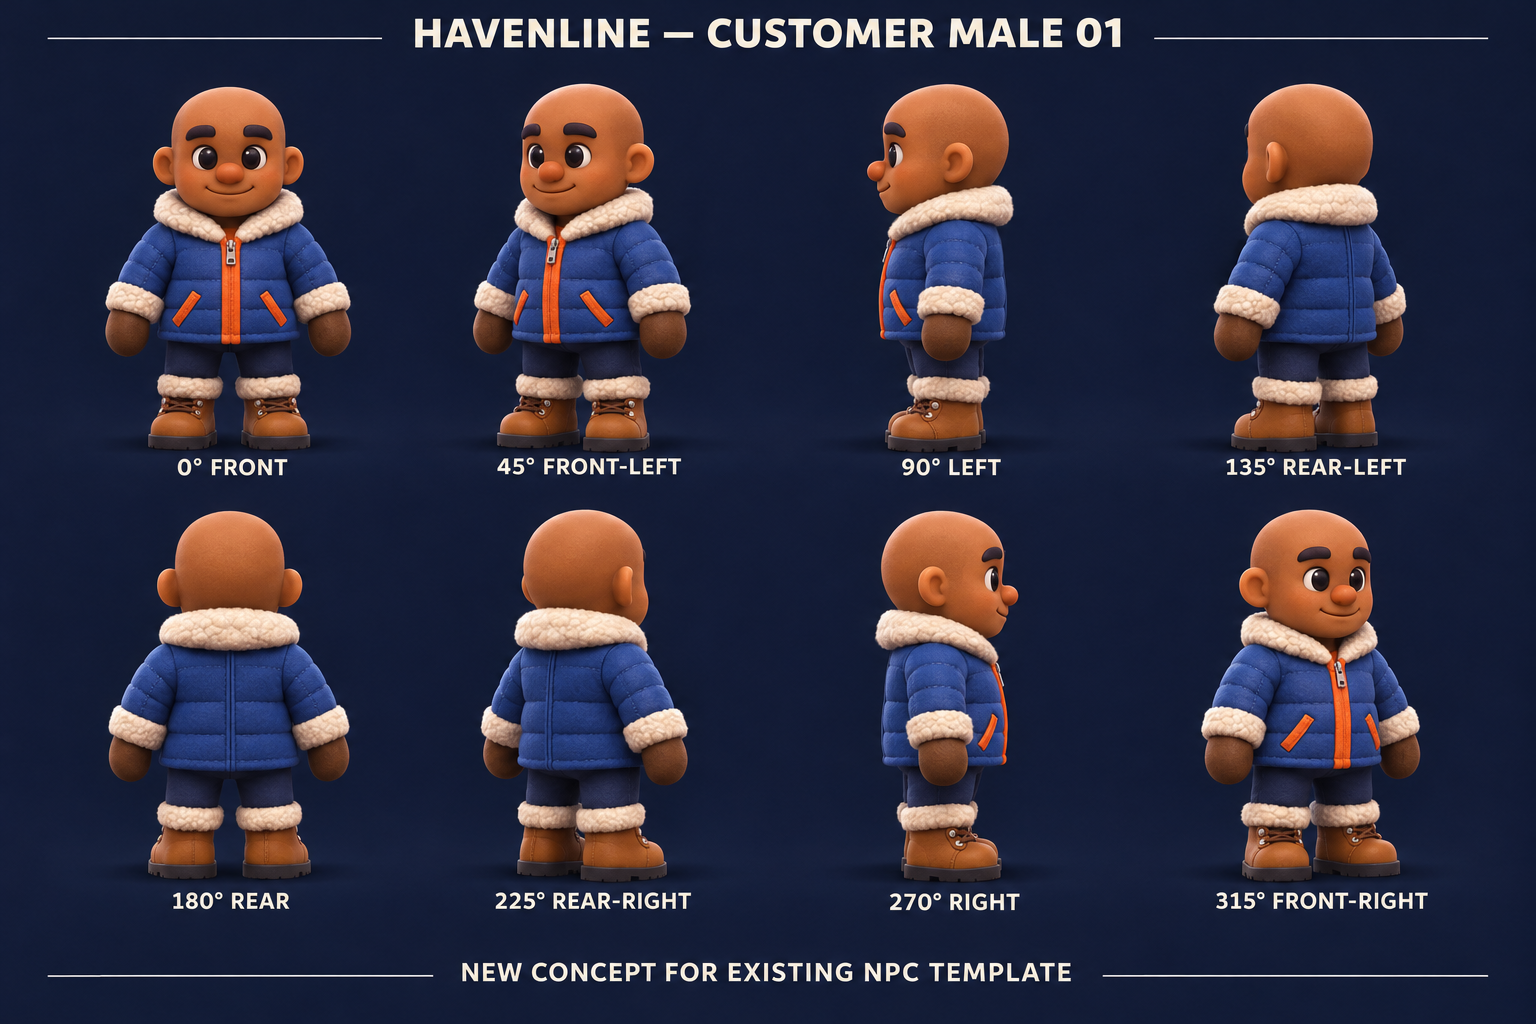 HAVENLINE — CUSTOMER MALE 01
0° FRONT
45° FRONT-LEFT
90° LEFT
135° REAR-LEFT
180° REAR
225° REAR-RIGHT
270° RIGHT
315° FRONT-RIGHT
NEW CONCEPT FOR EXISTING NPC TEMPLATE